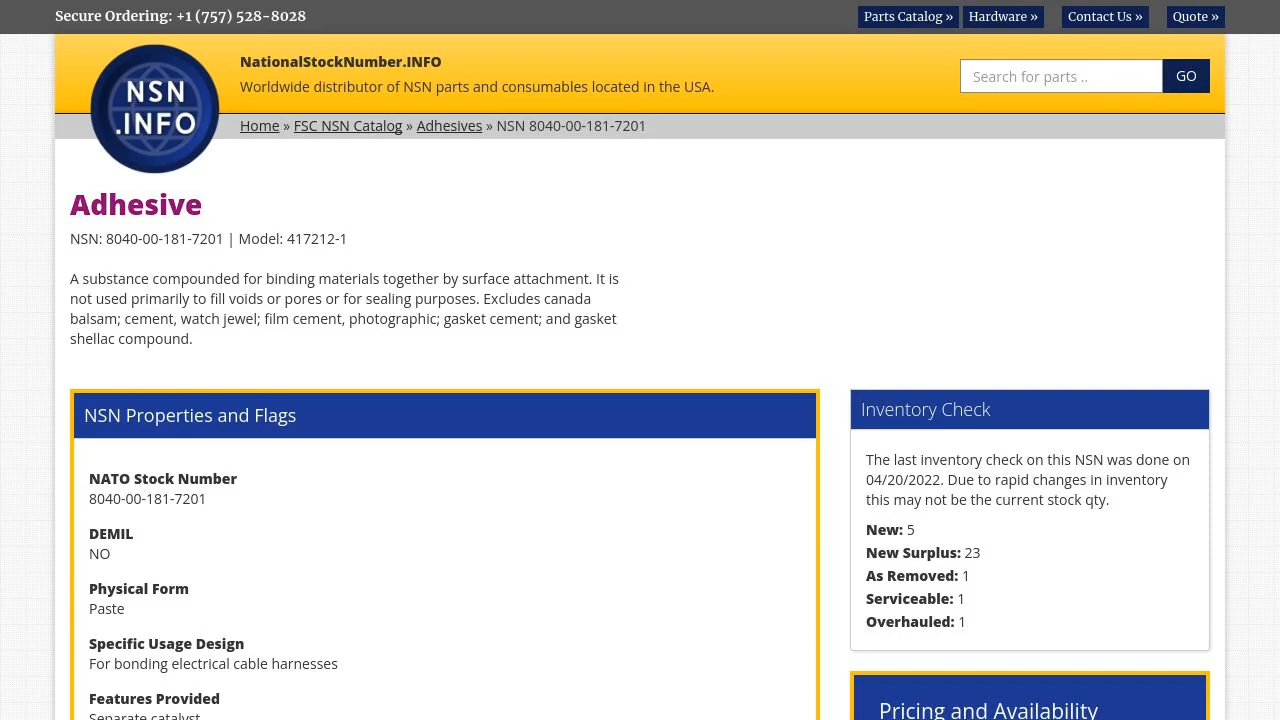 Secure Ordering: +1 (757) 528-8028
Parts Catalog »
Hardware »
Contact Us »
Quote »
NSN
.INFO
NationalStockNumber.INFO
Worldwide distributor of NSN parts and consumables located in the USA.
Search for parts ..
GO
Home » FSC NSN Catalog » Adhesives » NSN 8040-00-181-7201
Adhesive
NSN: 8040-00-181-7201 | Model: 417212-1
A substance compounded for binding materials together by surface attachment. It is
not used primarily to fill voids or pores or for sealing purposes. Excludes canada
balsam; cement, watch jewel; film cement, photographic; gasket cement; and gasket
shellac compound.
NSN Properties and Flags
NATO Stock Number
8040-00-181-7201
DEMIL
NO
Physical Form
Paste
Specific Usage Design
For bonding electrical cable harnesses
Features Provided
Separate catalyst
Inventory Check
The last inventory check on this NSN was done on
04/20/2022. Due to rapid changes in inventory
this may not be the current stock qty.
New: 5
New Surplus: 23
As Removed: 1
Serviceable: 1
Overhauled: 1
Pricing and Availability